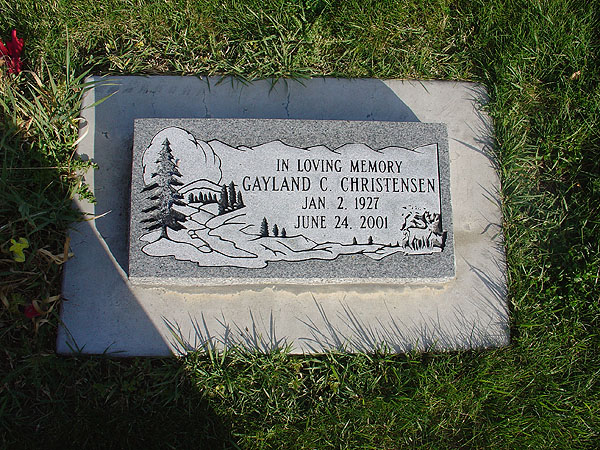 IN LOVING MEMORY
GAYLAND C. CHRISTENSEN
JAN 2, 1927
JUNE 24, 2001